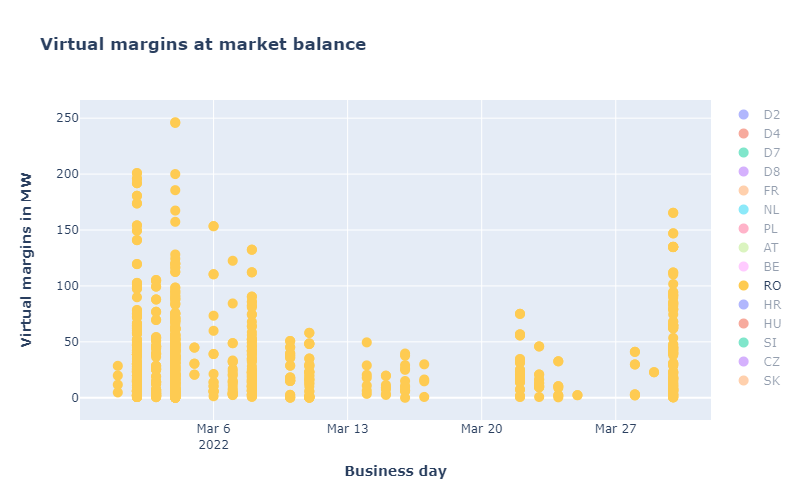 Virtual margins at market balance
Virtual margins in MW
250
200
150
100
50
0
Mar 6
2022
Mar 13
Mar 20
Mar 27
Business day
D2
D4
D7
D8
FR
NL
PL
AT
BE
RO
HR
HU
SI
CZ
SK